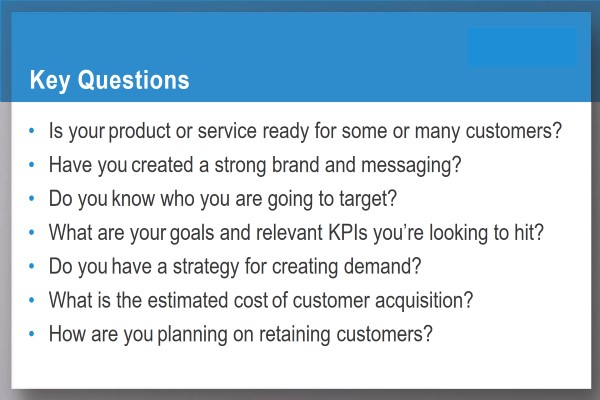 Key Questions
• Is your product or service ready for some or many customers?
• Have you created a strong brand and messaging?
• Do you know who you are going to target?
• What are your goals and relevant KPIs you’re looking to hit?
• Do you have a strategy for creating demand?
• What is the estimated cost of customer acquisition?
• How are you planning on retaining customers?